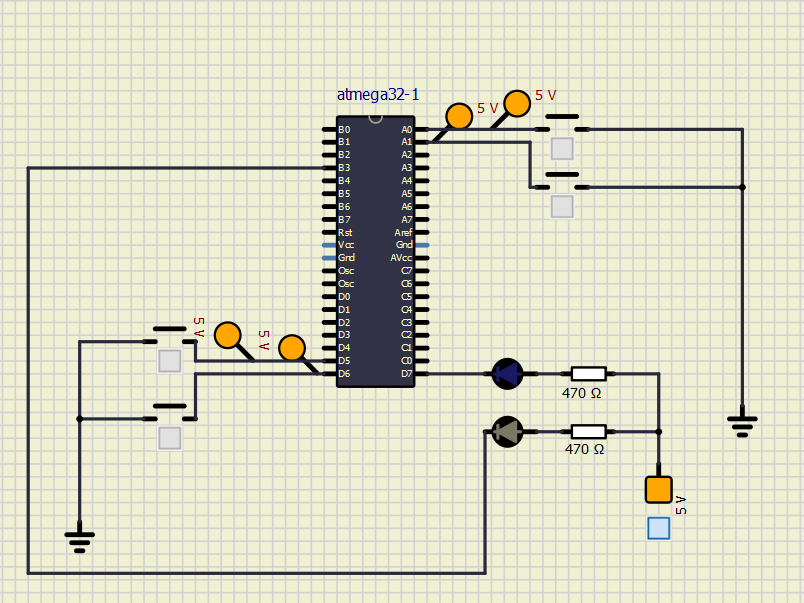 atmega32-1
5 V
5 V
B0 A0
B1 A1
B2 A2
B3 A3
B4 A4
B5 A5
B6 A6
B7 A7
Rst Aref
Vcc Gnd
Gnd AVcc
Osc C7
Osc C6
D0 C5
D1 C4
D2 C3
D3 C2
D4 C1
D5 C0
D6 D7
5 V
5 V
470 Ω
470 Ω
5 V